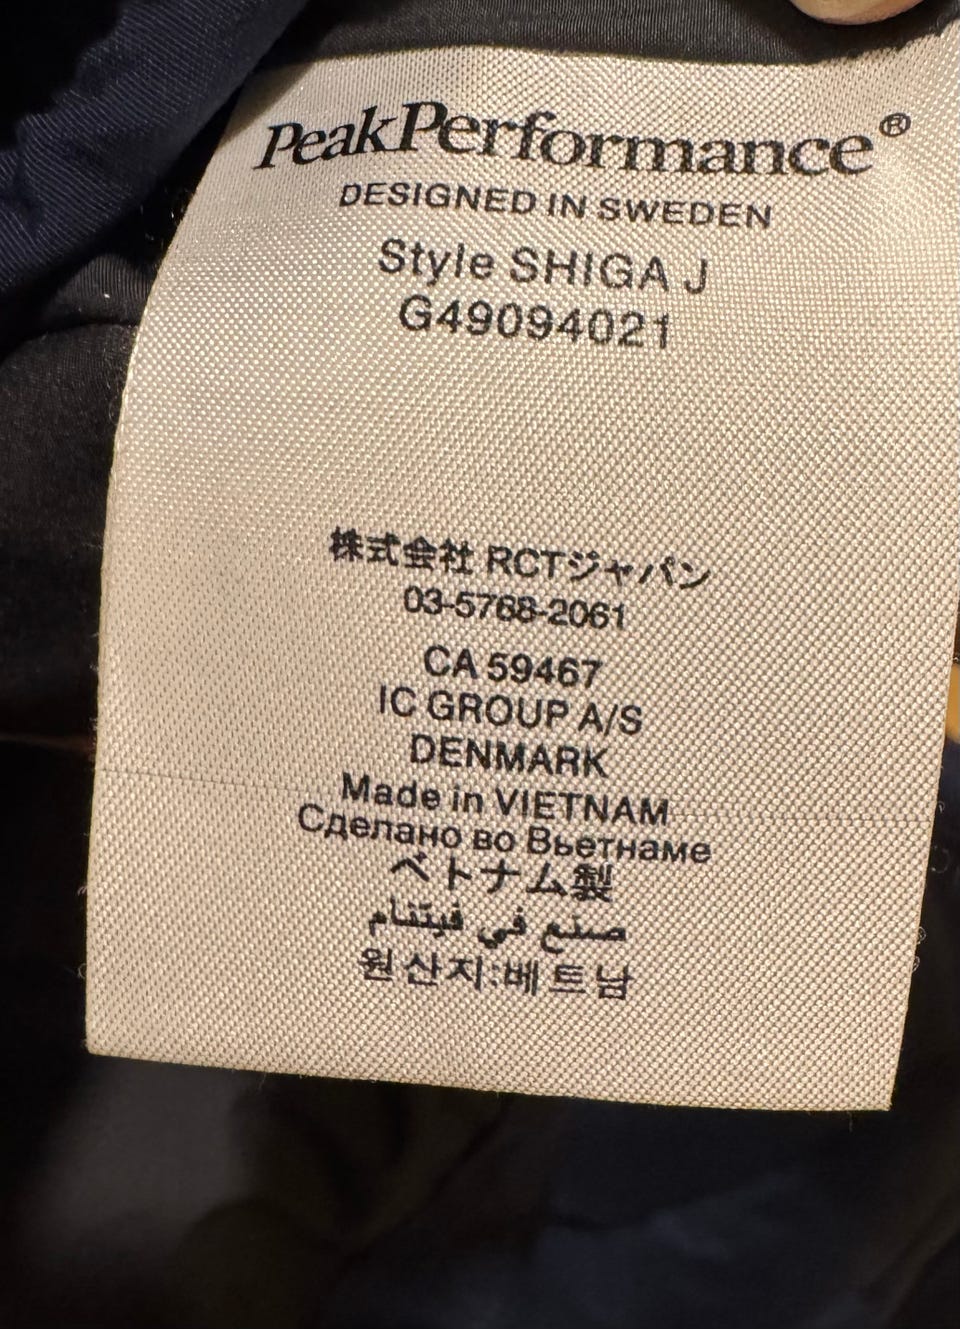 PeakPerformance®
DESIGNED IN SWEDEN
Style SHIGA J
G49094021
株式会社 RCTジャパン
03-5768-2061
CA 59467
IC GROUP A/S
DENMARK
Made in VIETNAM
Сделано во Вьетнаме
ベトナム製
صنع في فيتنام
원산지:베트남